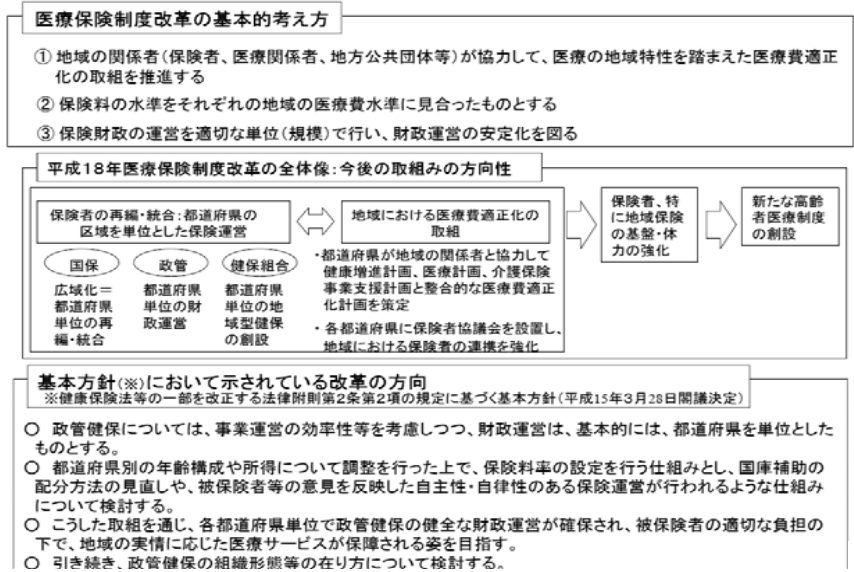 医療保険制度改革の基本的考え方
① 地域の関係者(保険者、医療関係者、地方公共団体等)が協力して、医療の地域特性を踏まえた医療費適正
化の取組を推進する
② 保険料の水準をそれぞれの地域の医療費水準に見合ったものとする
③ 保険財政の運営を適切な単位(規模)で行い、財政運営の安定化を図る
平成18年医療保険制度改革の全体像:今後の取組みの方向性
保険者の再編・統合:都道府県の
区域を単位とした保険運営
地域における医療費適正化の
取組
保険者、特
に地域保険
の基盤・体
力の強化
新たな高齢
者医療制度
の創設
国保
広域化=
都道府県
単位の再
編・統合
政管
都道府県
単位の財
政運営
健保組合
都道府県
単位の地
域型健保
の創設
・都道府県が地域の関係者と協力して
健康増進計画、医療計画、介護保険
事業支援計画と整合的な医療費適正
化計画を策定
・各都道府県に保険者協議会を設置し、
地域における保険者の連携を強化
基本方針(※)において示されている改革の方向
※健康保険法等の一部を改正する法律附則第2条第2項の規定に基づく基本方針(平成15年3月28日閣議決定)
○ 政管健保については、事業運営の効率性等を考慮しつつ、財政運営は、基本的には、都道府県を単位とした
ものとする。
○ 都道府県別の年齢構成や所得について調整を行った上で、保険料率の設定を行う仕組みとし、国庫補助の
配分方法の見直しや、被保険者等の意見を反映した自主性・自律性のある保険運営が行われるような仕組み
について検討する。
○ こうした取組を通じ、各都道府県単位で政管健保の健全な財政運営が確保され、被保険者の適切な負担の
下で、地域の実情に応じた医療サービスが保障される姿を目指す。
○ 引き続き、政管健保の組織形態等の在り方について検討する。